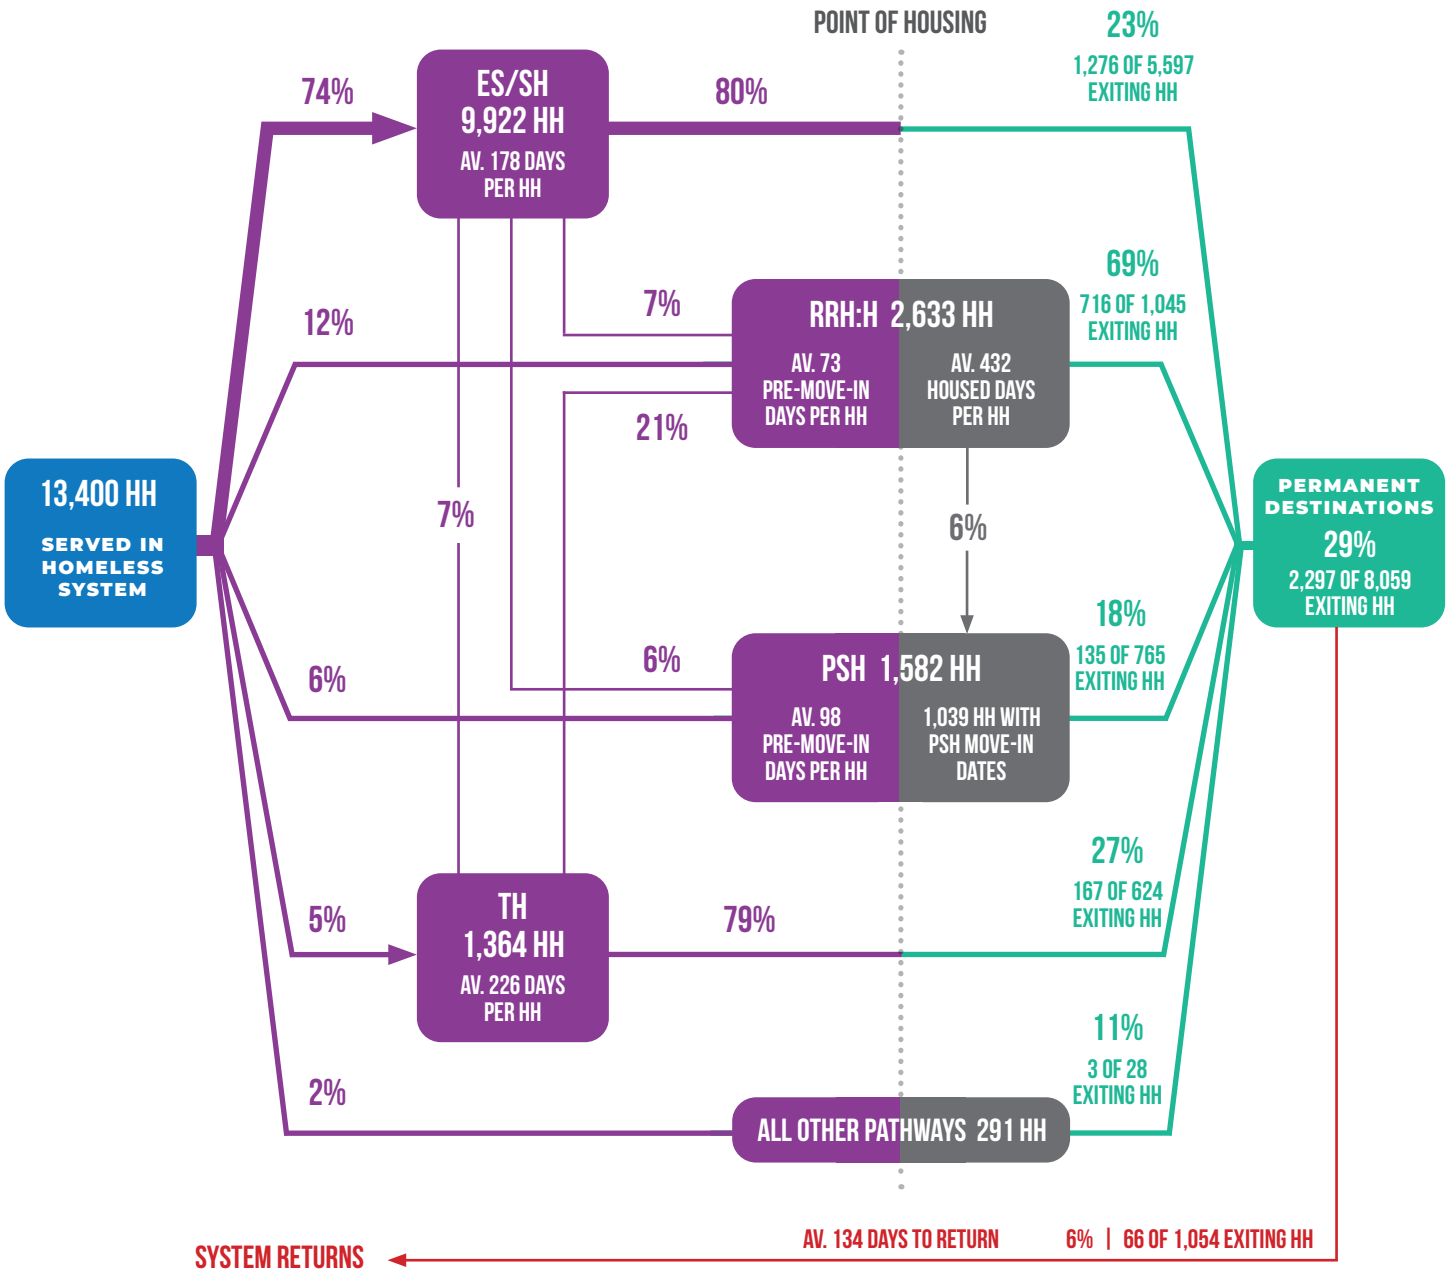 POINT OF HOUSING
23%
1,276 OF 5,597
EXITING HH
74%
ES/SH
9,922 HH
AV. 178 DAYS
PER HH
80%
69%
716 OF 1,045
EXITING HH
7%
12%
RRH:H 2,633 HH
AV. 73
PRE-MOVE-IN
DAYS PER HH
AV. 432
HOUSED DAYS
PER HH
21%
13,400 HH
SERVED IN
HOMELESS
SYSTEM
7%
6%
PERMANENT
DESTINATIONS
29%
2,297 OF 8,059
EXITING HH
18%
135 OF 765
EXITING HH
6%
6%
PSH 1,582 HH
AV. 98
PRE-MOVE-IN
DAYS PER HH
1,039 HH WITH
PSH MOVE-IN
DATES
27%
167 OF 624
EXITING HH
5%
TH
1,364 HH
AV. 226 DAYS
PER HH
79%
11%
3 OF 28
EXITING HH
2%
ALL OTHER PATHWAYS 291 HH
AV. 134 DAYS TO RETURN
6% | 66 OF 1,054 EXITING HH
SYSTEM RETURNS